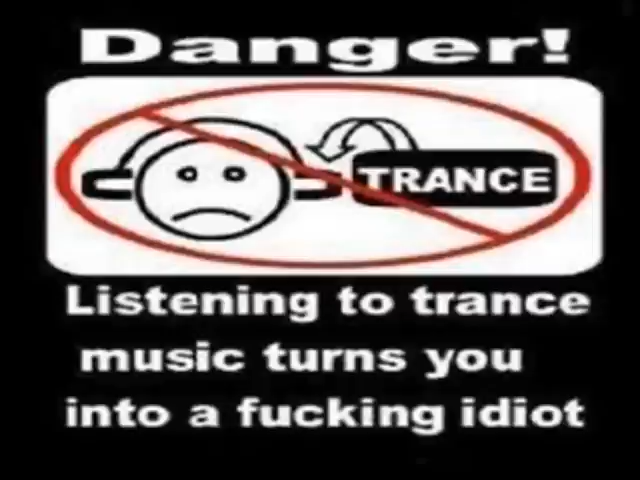 Danger!
TRANCE
Listening to trance
music turns you
into a fucking idiot